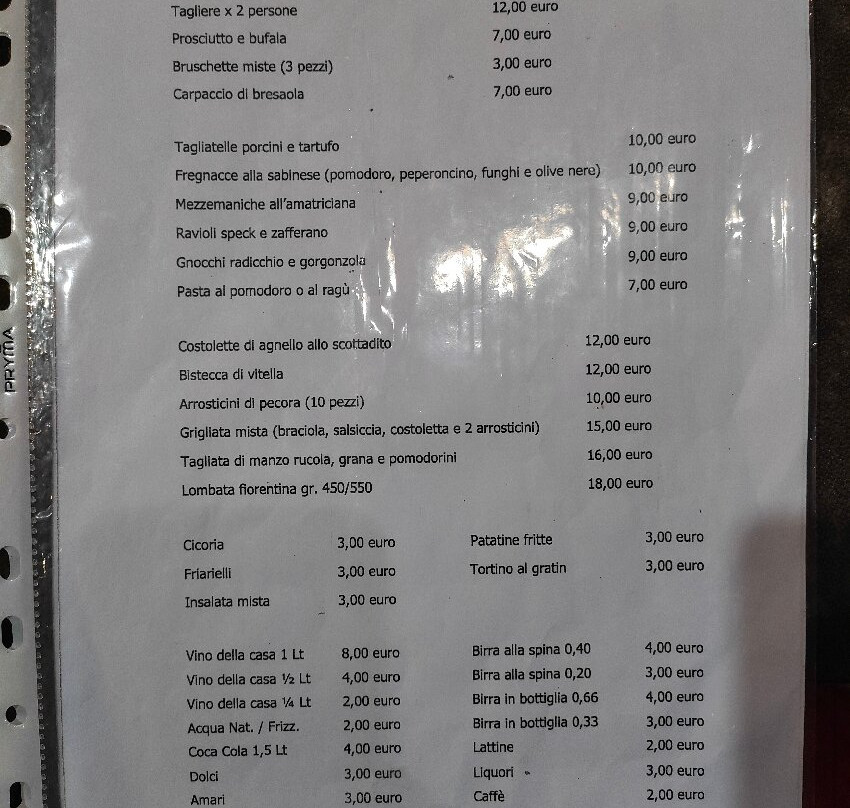 Tagliere x 2 persone 12,00 euro
Prosciutto e bufala 7,00 euro
Bruschette miste (3 pezzi) 3,00 euro
Carpaccio di bresaola 7,00 euro
Tagliatelle porcini e tartufo 10,00 euro
Fregnacce alla sabinese (pomodoro, peperoncino, funghi e olive nere) 10,00 euro
Mezzemaniche all'amatriciana 9,00 euro
Ravioli speck e zafferano 9,00 euro
Gnocchi radicchio e gorgonzola 9,00 euro
Pasta al pomodoro o al ragù 7,00 euro
Costolette di agnello allo scottadito 12,00 euro
Bistecca di vitella 12,00 euro
Arrosticini di pecora (10 pezzi) 10,00 euro
Grigliata mista (braciola, salsiccia, costoletta e 2 arrosticini) 15,00 euro
Tagliata di manzo rucola, grana e pomodorini 16,00 euro
Lombata fiorentina gr. 450/550 18,00 euro
Cicoria 3,00 euro Patatine fritte 3,00 euro
Friarielli 3,00 euro Tortino al gratin 3,00 euro
Insalata mista 3,00 euro
Vino della casa 1 Lt 8,00 euro Birra alla spina 0,40 4,00 euro
Vino della casa ½ Lt 4,00 euro Birra alla spina 0,20 3,00 euro
Vino della casa ¼ Lt 2,00 euro Birra in bottiglia 0,66 4,00 euro
Acqua Nat. / Frizz. 2,00 euro Birra in bottiglia 0,33 3,00 euro
Coca Cola 1,5 Lt 4,00 euro Lattine 2,00 euro
Dolci 3,00 euro Liquori 3,00 euro
Amari 3,00 euro Caffè 2,00 euro
PRYMA